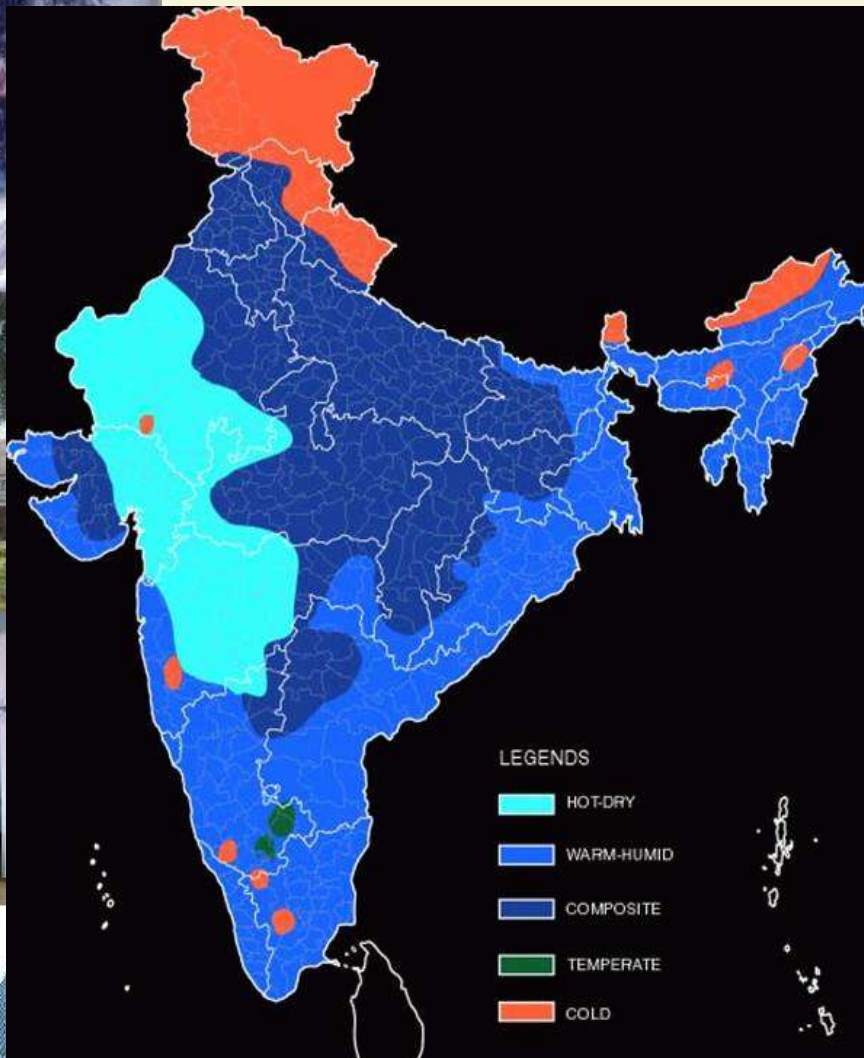 LEGENDS
HOT-DRY
WARM-HUMID
COMPOSITE
TEMPERATE
COLD